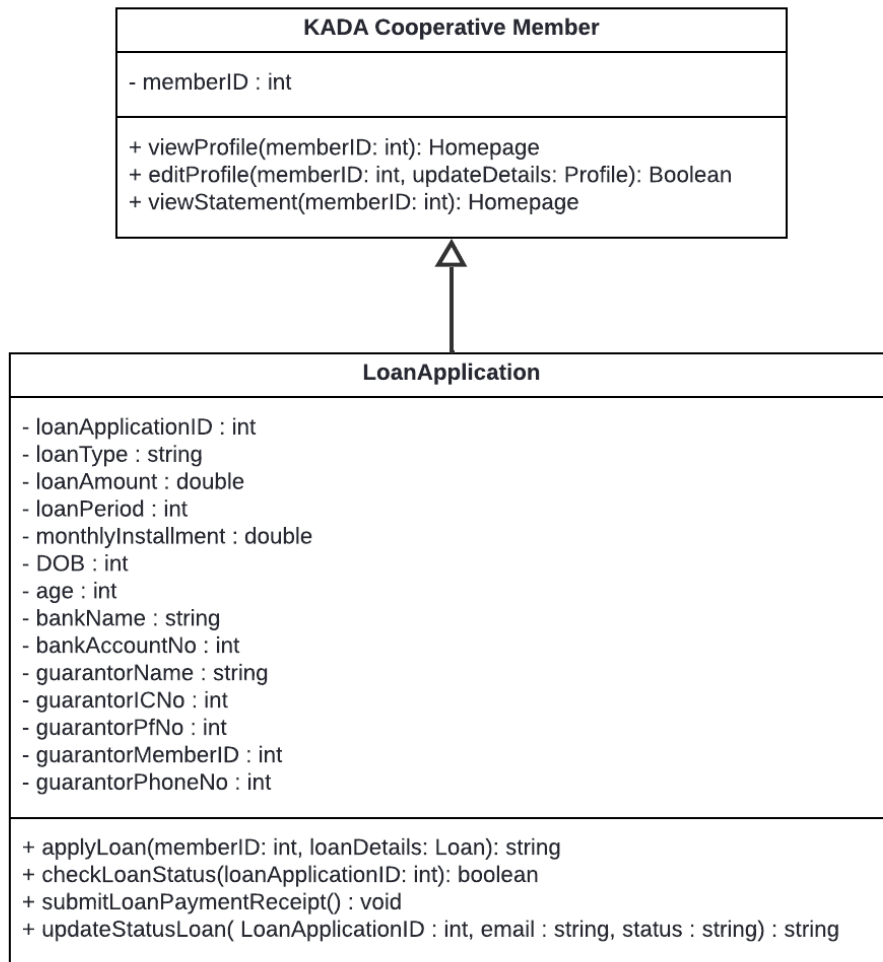 KADA Cooperative Member
- memberID : int
+ viewProfile(memberID: int): Homepage
+ editProfile(memberID: int, updateDetails: Profile): Boolean
+ viewStatement(memberID: int): Homepage
LoanApplication
- loanApplicationID : int
- loanType : string
- loanAmount : double
- loanPeriod : int
- monthlyInstallment : double
- DOB : int
- age : int
- bankName : string
- bankAccountNo : int
- guarantorName : string
- guarantorICNo : int
- guarantorPfNo : int
- guarantorMemberID : int
- guarantorPhoneNo : int
+ applyLoan(memberID: int, loanDetails: Loan): string
+ checkLoanStatus(loanApplicationID: int): boolean
+ submitLoanPaymentReceipt() : void
+ updateStatusLoan( LoanApplicationID : int, email : string, status : string) : string